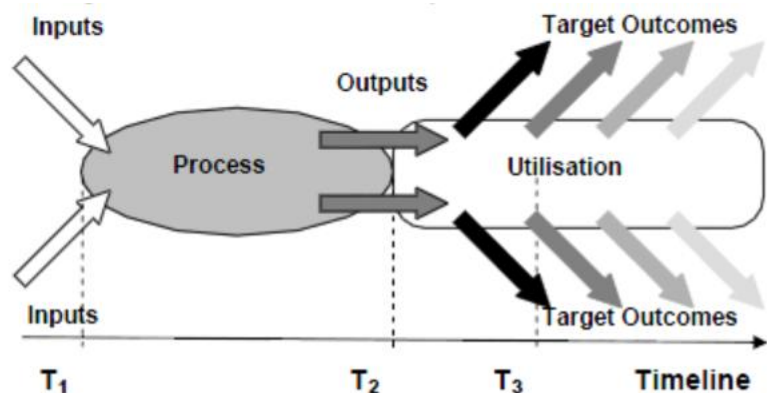 Inputs
Target Outcomes
Outputs
Process
Utilisation
Inputs
Target Outcomes
T₁ T₂ T₃ Timeline